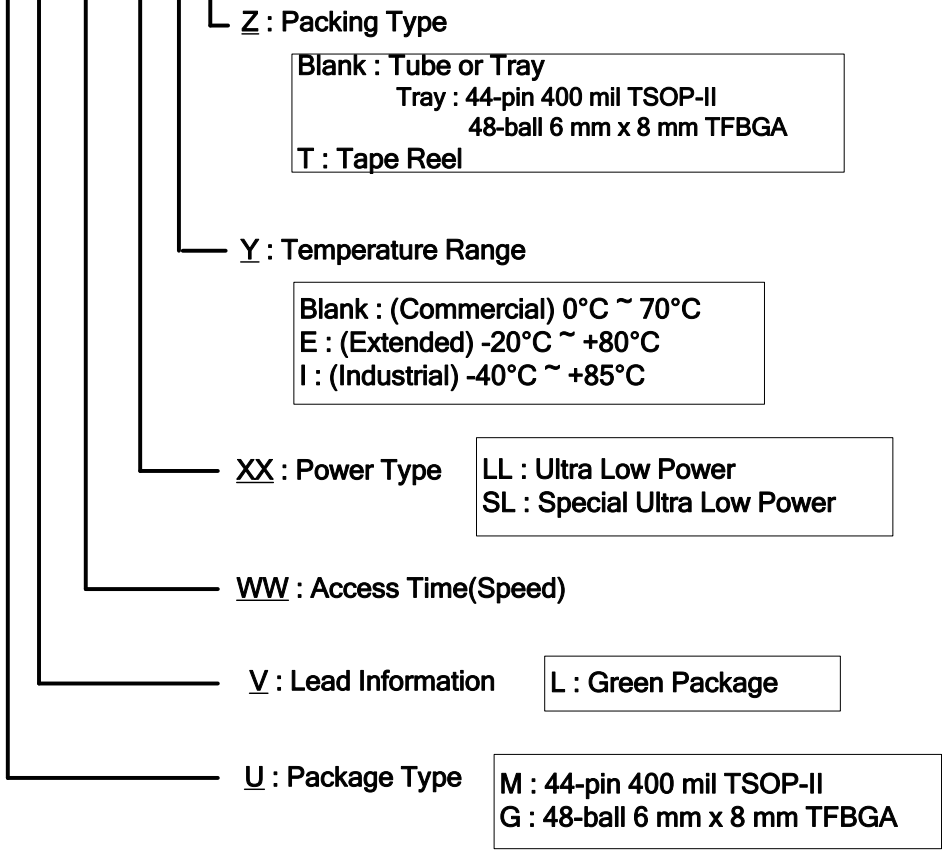 Z : Packing Type
Blank : Tube or Tray
Tray : 44-pin 400 mil TSOP-II
48-ball 6 mm x 8 mm TFBGA
T : Tape Reel
Y : Temperature Range
Blank : (Commercial) 0°C ~ 70°C
E : (Extended) -20°C ~ +80°C
I : (Industrial) -40°C ~ +85°C
XX : Power Type
LL : Ultra Low Power
SL : Special Ultra Low Power
WW : Access Time(Speed)
V : Lead Information
L : Green Package
U : Package Type
M : 44-pin 400 mil TSOP-II
G : 48-ball 6 mm x 8 mm TFBGA